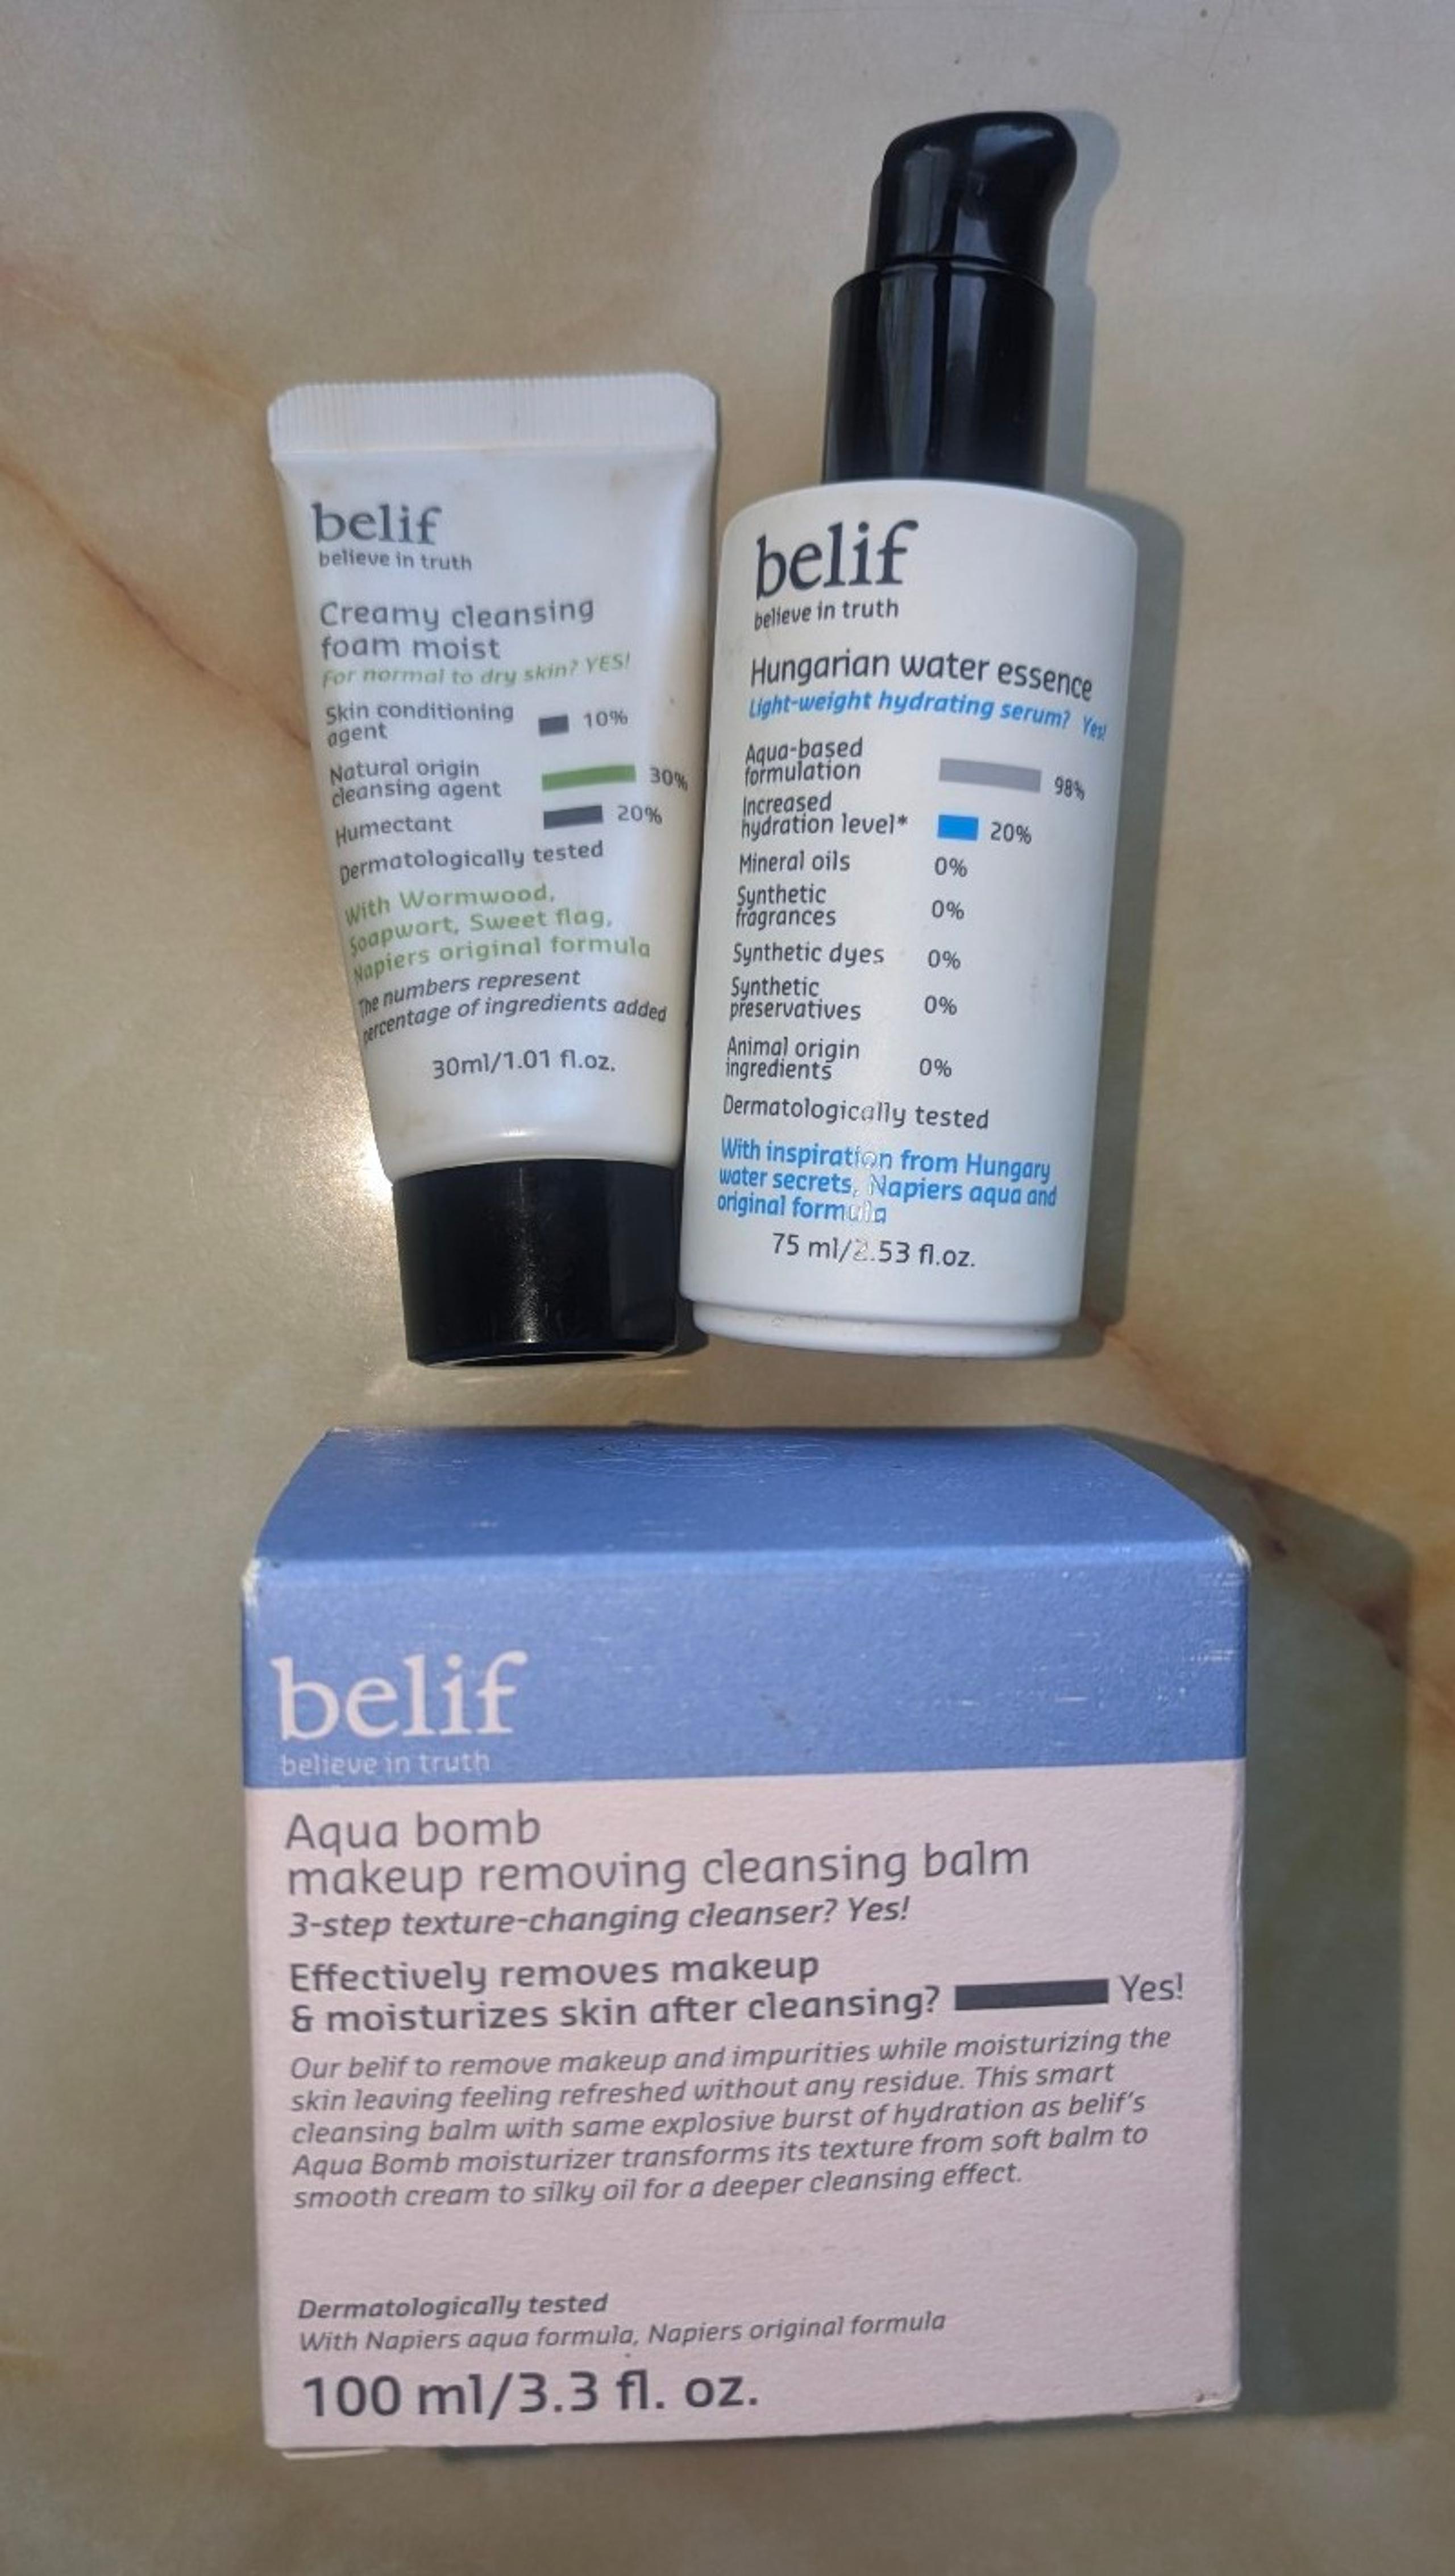 belif
believe in truth
Creamy cleansing
foam moist
For normal to dry skin? YES!
Skin conditioning
agent 10%
Natural origin
cleansing agent 30%
Humectant 20%
Dermatologically tested
With Wormwood,
Soapwort, Sweet flag,
Napiers original formula
The numbers represent
percentage of ingredients added
30ml/1.01 fl.oz.
belif
believe in truth
Hungarian water essence
Light-weight hydrating serum? Yes!
Aqua-based
formulation 98%
Increased
hydration level* 20%
Mineral oils 0%
Synthetic
fragrances 0%
Synthetic dyes 0%
Synthetic
preservatives 0%
Animal origin
ingredients 0%
Dermatologically tested
With inspiration from Hungary
water secrets, Napiers aqua and
original formula
75 ml/2.53 fl.oz.
belif
believe in truth
Aqua bomb
makeup removing cleansing balm
3-step texture-changing cleanser? Yes!
Effectively removes makeup
& moisturizes skin after cleansing? Yes!
Our belif to remove makeup and impurities while moisturizing the
skin leaving feeling refreshed without any residue. This smart
cleansing balm with same explosive burst of hydration as belif's
Aqua Bomb moisturizer transforms its texture from soft balm to
smooth cream to silky oil for a deeper cleansing effect.
Dermatologically tested
With Napiers aqua formula, Napiers original formula
100 ml/3.3 fl. oz.